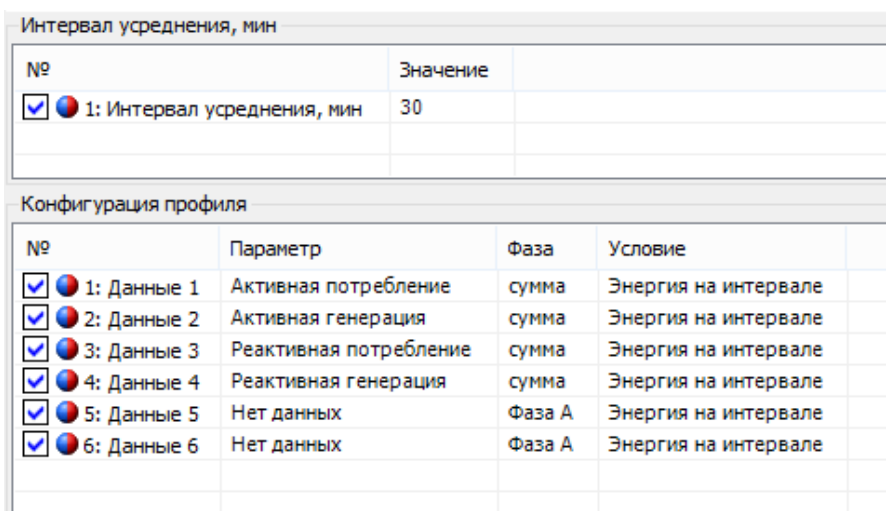 Интервал усреднения, мин
№ Значение
1: Интервал усреднения, мин 30
Конфигурация профиля
№ Параметр Фаза Условие
1: Данные 1 Активная потребление сумма Энергия на интервале
2: Данные 2 Активная генерация сумма Энергия на интервале
3: Данные 3 Реактивная потребление сумма Энергия на интервале
4: Данные 4 Реактивная генерация сумма Энергия на интервале
5: Данные 5 Нет данных Фаза А Энергия на интервале
6: Данные 6 Нет данных Фаза А Энергия на интервале